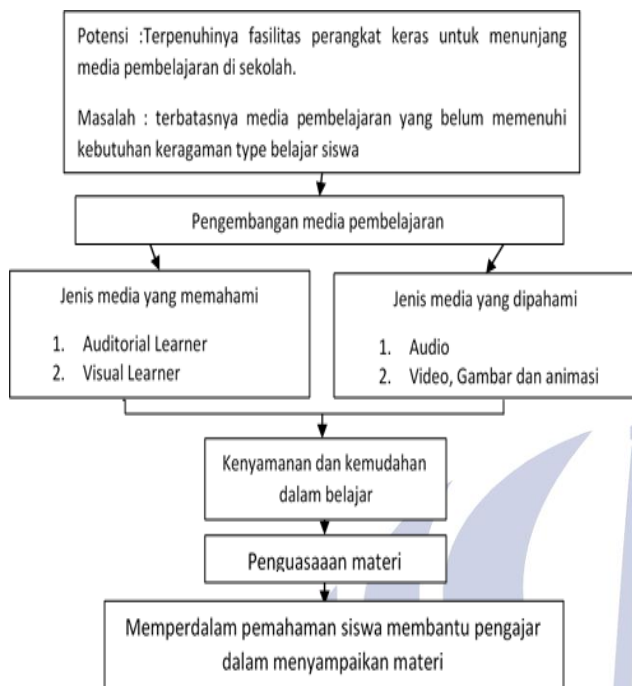 Potensi :Terpenuhinya fasilitas perangkat keras untuk menunjang
media pembelajaran di sekolah.
Masalah : terbatasnya media pembelajaran yang belum memenuhi
kebutuhan keragaman type belajar siswa
Pengembangan media pembelajaran
Jenis media yang memahami
1. Auditorial Learner
2. Visual Learner
Jenis media yang dipahami
1. Audio
2. Video, Gambar dan animasi
Kenyamanan dan kemudahan
dalam belajar
Penguasaaan materi
Memperdalam pemahaman siswa membantu pengajar
dalam menyampaikan materi